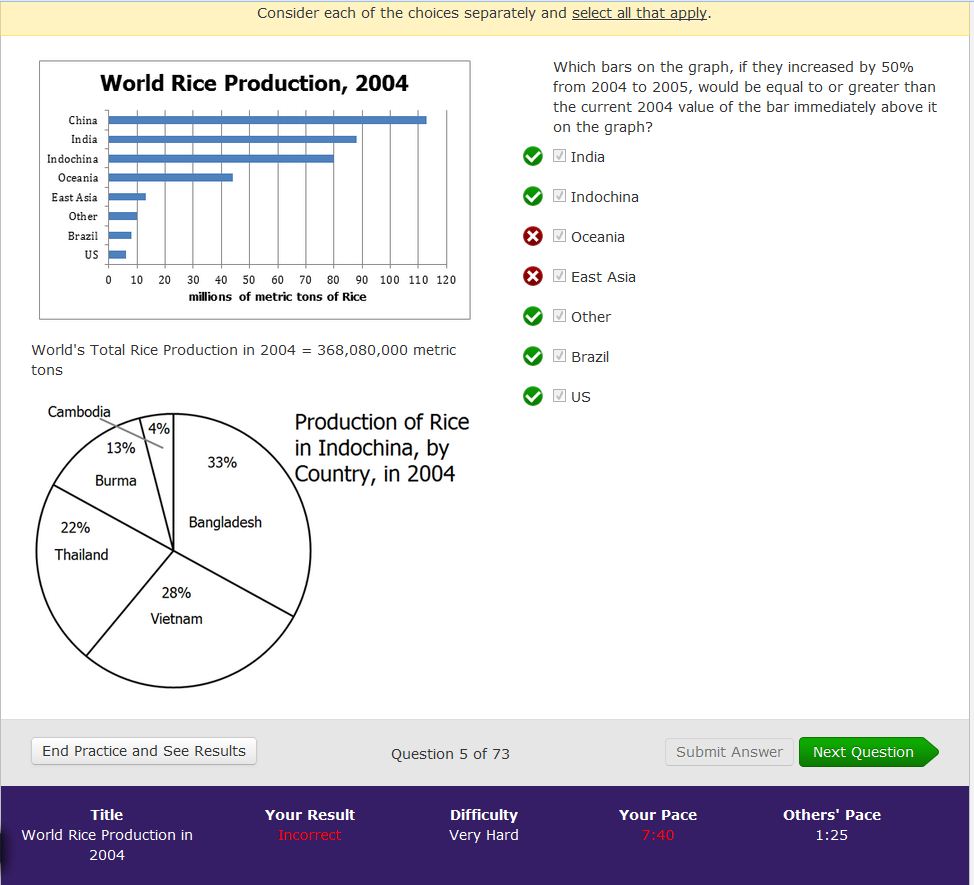 Consider each of the choices separately and select all that apply.
World Rice Production, 2004
China
India
Indochina
Oceania
East Asia
Other
Brazil
US
0 10 20 30 40 50 60 70 80 90 100 110 120
millions of metric tons of Rice
World's Total Rice Production in 2004 = 368,080,000 metric
tons
Cambodia
4%
13%
Burma
33%
Bangladesh
22%
Thailand
28%
Vietnam
Production of Rice
in Indochina, by
Country, in 2004
Which bars on the graph, if they increased by 50%
from 2004 to 2005, would be equal to or greater than
the current 2004 value of the bar immediately above it
on the graph?
India
Indochina
Oceania
East Asia
Other
Brazil
US
End Practice and See Results
Question 5 of 73
Submit Answer
Next Question
Title
World Rice Production in
2004
Your Result
Incorrect
Difficulty
Very Hard
Your Pace
7:40
Others' Pace
1:25